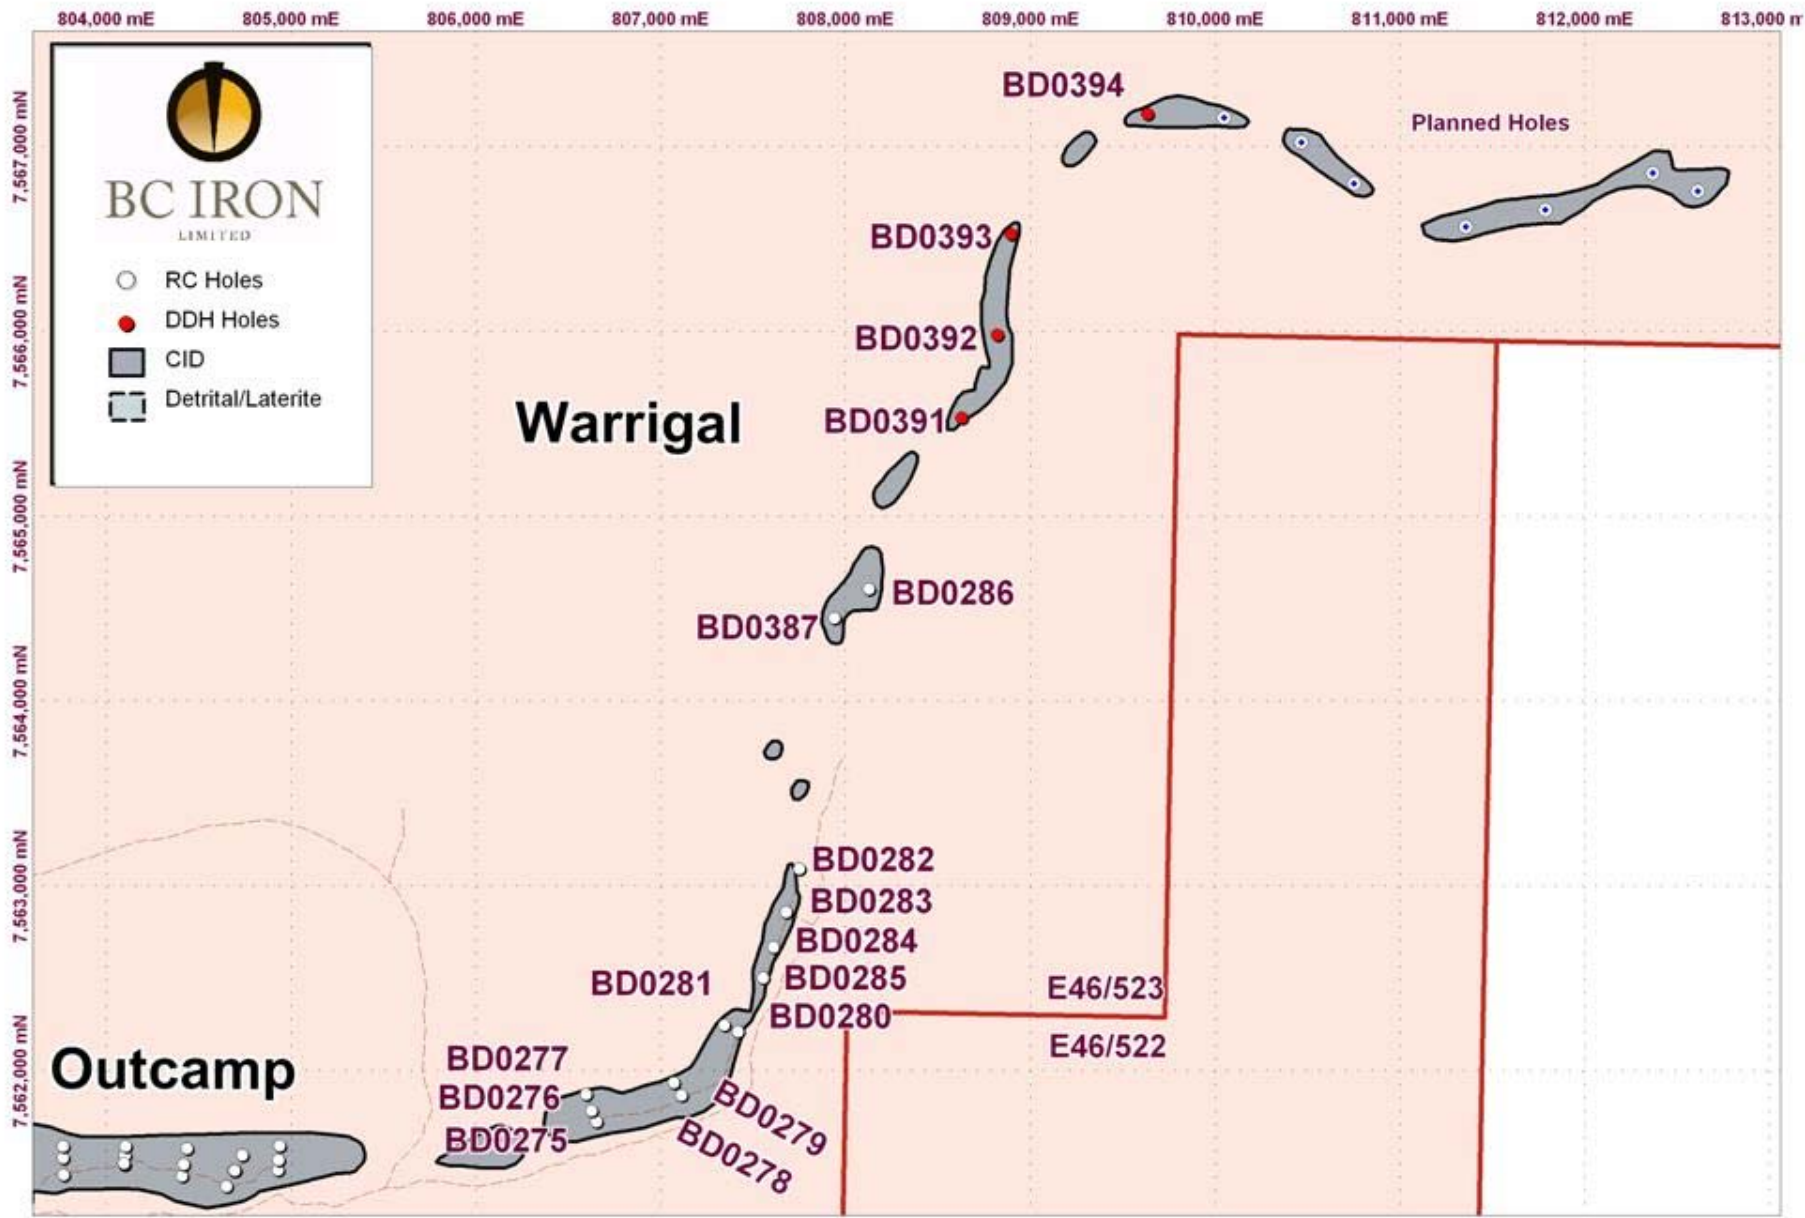 804,000 mE 805,000 mE 806,000 mE 807,000 mE 808,000 mE 809,000 mE 810,000 mE 811,000 mE 812,000 mE 813,000 m
7,567,000 mN
7,566,000 mN
7,565,000 mN
7,564,000 mN
7,563,000 mN
7,562,000 mN
BC IRON
LIMITED
RC Holes
DDH Holes
CID
Detrital/Laterite
BD0394
Planned Holes
BD0393
BD0392
BD0391
Warrigal
BD0286
BD0387
BD0282
BD0283
BD0284
BD0281
BD0285
BD0280
E46/523
E46/522
Outcamp
BD0277
BD0276
BD0275
BD0279
BD0278